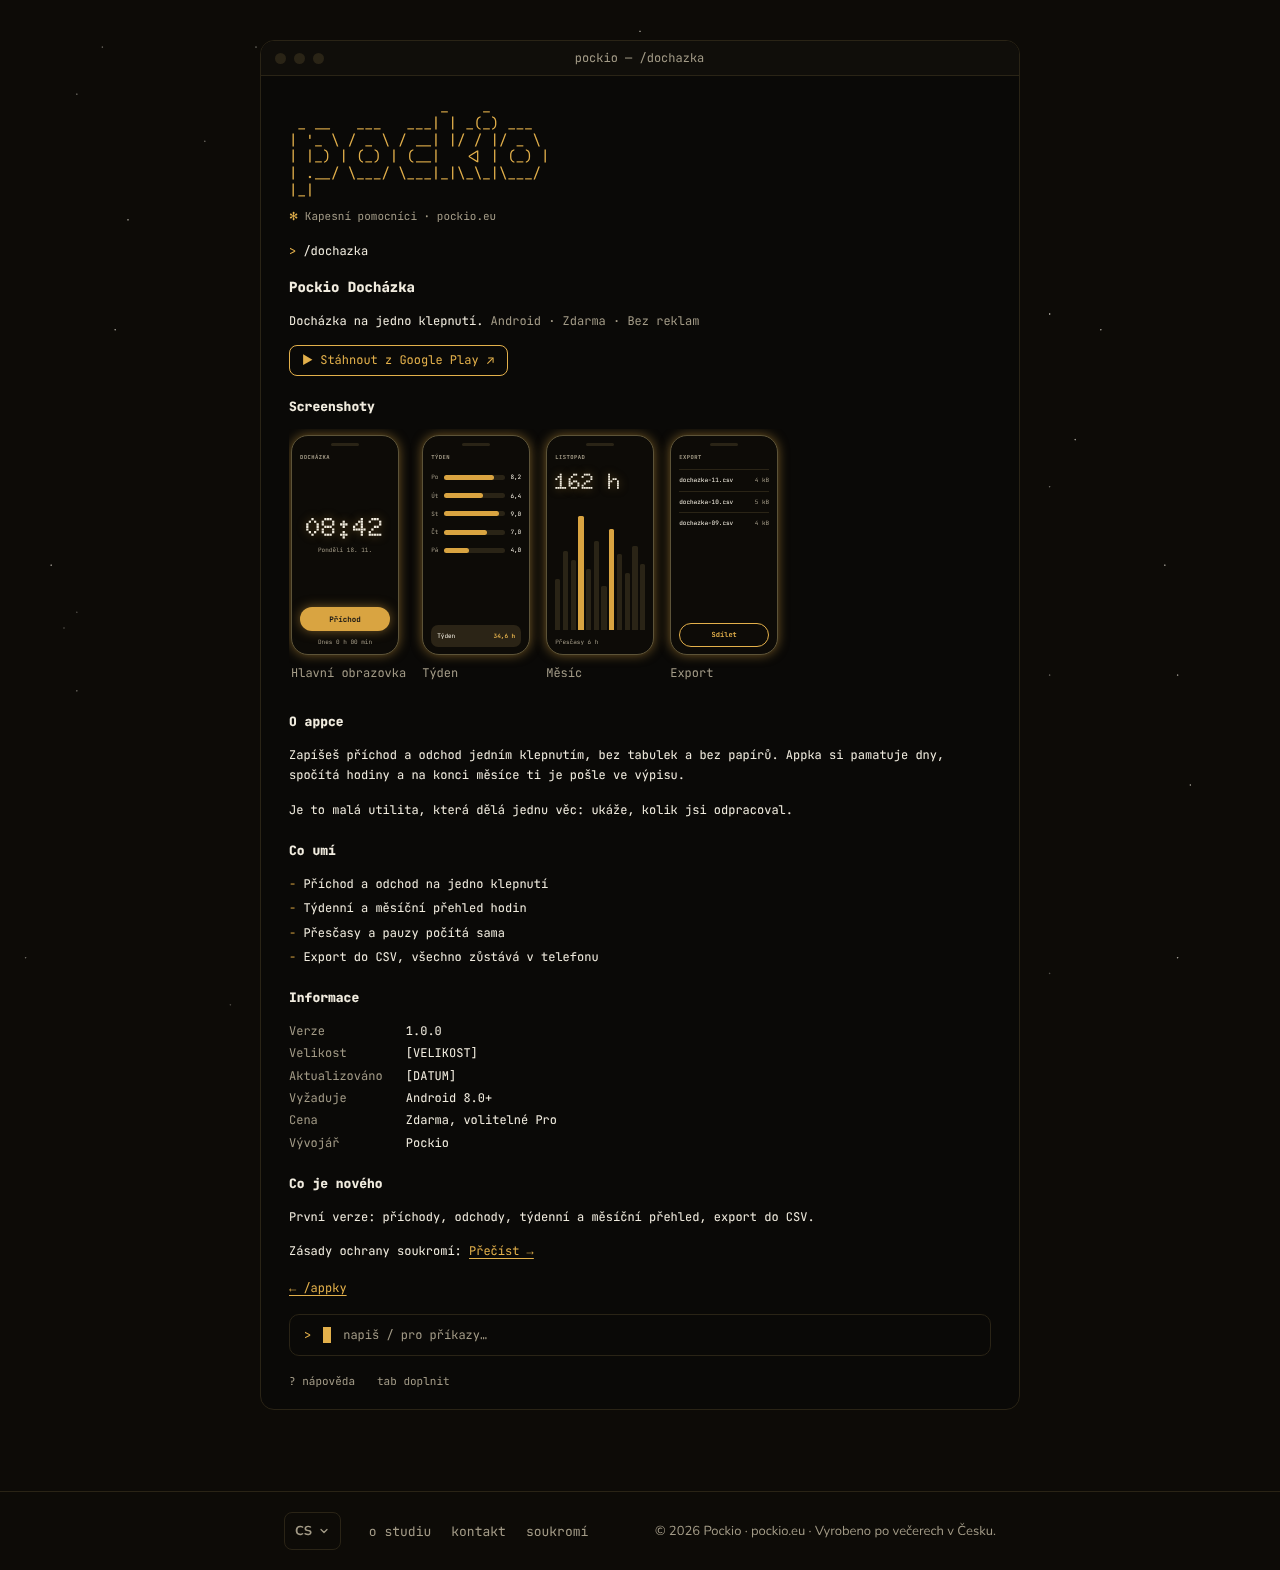 pockio — /dochazka
pockio
✻ Kapesní pomocníci · pockio.eu
> /dochazka
Pockio Docházka
Docházka na jedno klepnutí. Android · Zdarma · Bez reklam
▶ Stáhnout z Google Play ↗
Screenshoty
DOCHÁZKA
08:42
Pondělí 18. 11.
Příchod
Dnes 0 h 00 min
Hlavní obrazovka
TÝDEN
Po 8,2
Út 6,4
St 9,0
Čt 7,0
Pá 4,0
Týden 34,6 h
Týden
LISTOPAD
162 h
Přesčasy 6 h
Měsíc
EXPORT
dochazka-11.csv 4 kB
dochazka-10.csv 5 kB
dochazka-09.csv 4 kB
Sdílet
Export
O appce
Zapíšeš příchod a odchod jedním klepnutím, bez tabulek a bez papírů. Appka si pamatuje dny,
spočítá hodiny a na konci měsíce ti je pošle ve výpisu.
Je to malá utilita, která dělá jednu věc: ukáže, kolik jsi odpracoval.
Co umí
- Příchod a odchod na jedno klepnutí
- Týdenní a měsíční přehled hodin
- Přesčasy a pauzy počítá sama
- Export do CSV, všechno zůstává v telefonu
Informace
Verze 1.0.0
Velikost [VELIKOST]
Aktualizováno [DATUM]
Vyžaduje Android 8.0+
Cena Zdarma, volitelné Pro
Vývojář Pockio
Co je nového
První verze: příchody, odchody, týdenní a měsíční přehled, export do CSV.
Zásady ochrany soukromí: Přečíst →
← /appky
> napiš / pro příkazy…
? nápověda tab doplnit
CS o studiu kontakt soukromí © 2026 Pockio · pockio.eu · Vyrobeno po večerech v Česku.